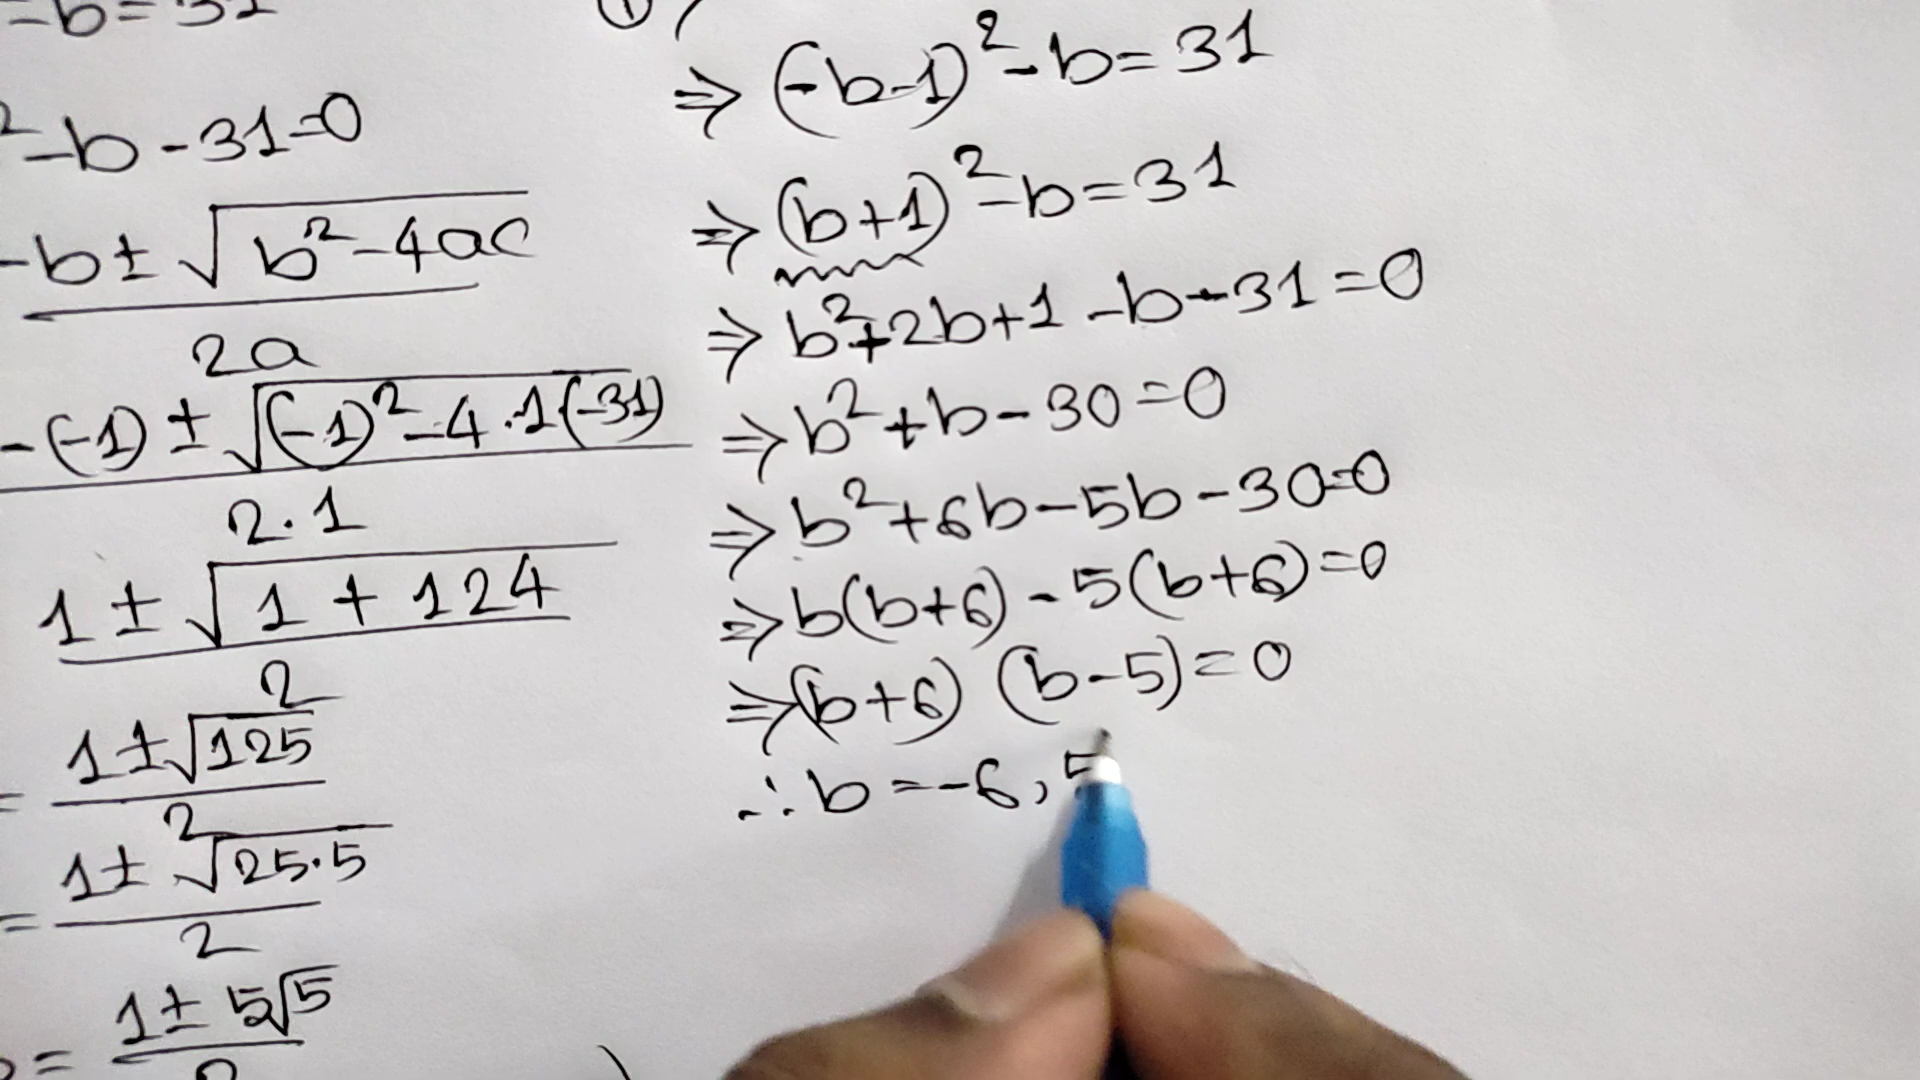 -b=31
²-b-31=0
-b±√b²-4ac
2a
-(-1)±√(-1)²-4·1(-31)
2·1
1±√1+124
2
=1±√125
2
=1±√25·5
2
=1±5√5
①
⇒(-b-1)²-b=31
⇒(b+1)²-b=31
⇒b²+2b+1-b-31=0
⇒b²+b-30=0
⇒b²+6b-5b-30=0
⇒b(b+6)-5(b+6)=0
⇒(b+6)(b-5)=0
∴b=-6,5